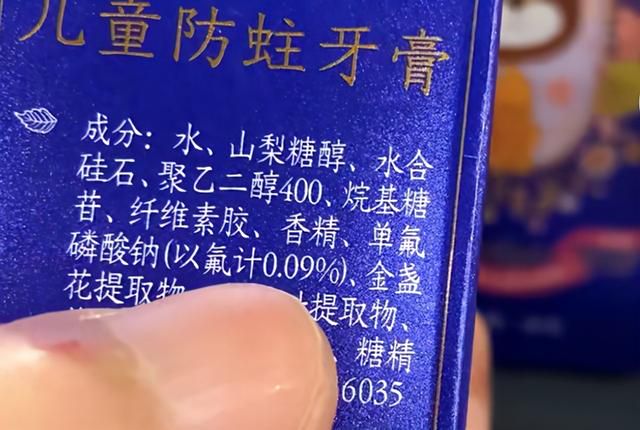 儿童防蛀牙膏
成分：水、山梨糖醇、水合
硅石、聚乙二醇400、烷基糖
苷、纤维素胶、香精、单氟
磷酸钠(以氟计0.09%)、金盏
花提取物、 提取物、
、糖精
6035